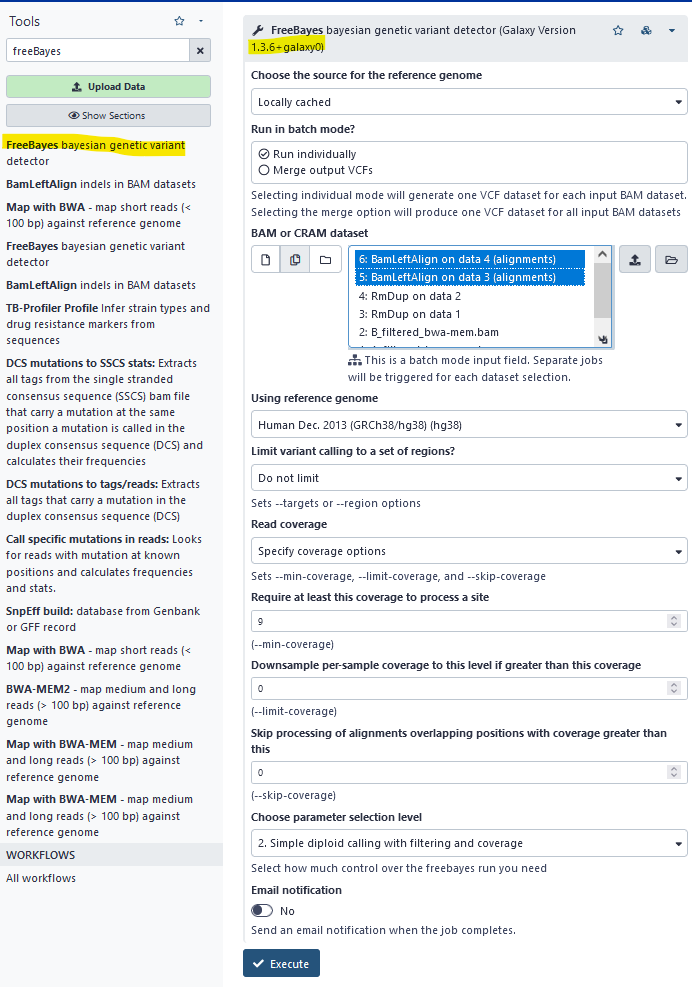 Tools
freeBayes
Upload Data
Show Sections
FreeBayes bayesian genetic variant
detector
BamLeftAlign indels in BAM datasets
Map with BWA - map short reads (<
100 bp) against reference genome
FreeBayes bayesian genetic variant
detector
BamLeftAlign indels in BAM datasets
TB-Profiler Profile Infer strain types and
drug resistance markers from
sequences
DCS mutations to SSCS stats: Extracts
all tags from the single stranded
consensus sequence (SSCS) bam file
that carry a mutation at the same
position a mutation is called in the
duplex consensus sequence (DCS) and
calculates their frequencies
DCS mutations to tags/reads: Extracts
all tags that carry a mutation in the
duplex consensus sequence (DCS)
Call specific mutations in reads: Looks
for reads with mutation at known
positions and calculates frequencies
and stats.
SnpEff build: database from Genbank
or GFF record
Map with BWA - map short reads (<
100 bp) against reference genome
BWA-MEM2 - map medium and long
reads (> 100 bp) against reference
genome
Map with BWA-MEM - map medium
and long reads (> 100 bp) against
reference genome
Map with BWA-MEM - map medium
and long reads (> 100 bp) against
reference genome
WORKFLOWS
All workflows
FreeBayes bayesian genetic variant detector (Galaxy Version
1.3.6+galaxy0)
Choose the source for the reference genome
Locally cached
Run in batch mode?
Run individually
Merge output VCFs
Selecting individual mode will generate one VCF dataset for each input BAM dataset.
Selecting the merge option will produce one VCF dataset for all input BAM datasets
BAM or CRAM dataset
6: BamLeftAlign on data 4 (alignments)
5: BamLeftAlign on data 3 (alignments)
4: RmDup on data 2
3: RmDup on data 1
2: B_filtered_bwa-mem.bam
This is a batch mode input field. Separate jobs
will be triggered for each dataset selection.
Using reference genome
Human Dec. 2013 (GRCh38/hg38) (hg38)
Limit variant calling to a set of regions?
Do not limit
Sets --targets or --region options
Read coverage
Specify coverage options
Sets --min-coverage, --limit-coverage, and --skip-coverage
Require at least this coverage to process a site
9
(--min-coverage)
Downsample per-sample coverage to this level if greater than this coverage
0
(--limit-coverage)
Skip processing of alignments overlapping positions with coverage greater than
this
0
(--skip-coverage)
Choose parameter selection level
2. Simple diploid calling with filtering and coverage
Select how much control over the freebayes run you need
Email notification
No
Send an email notification when the job completes.
Execute